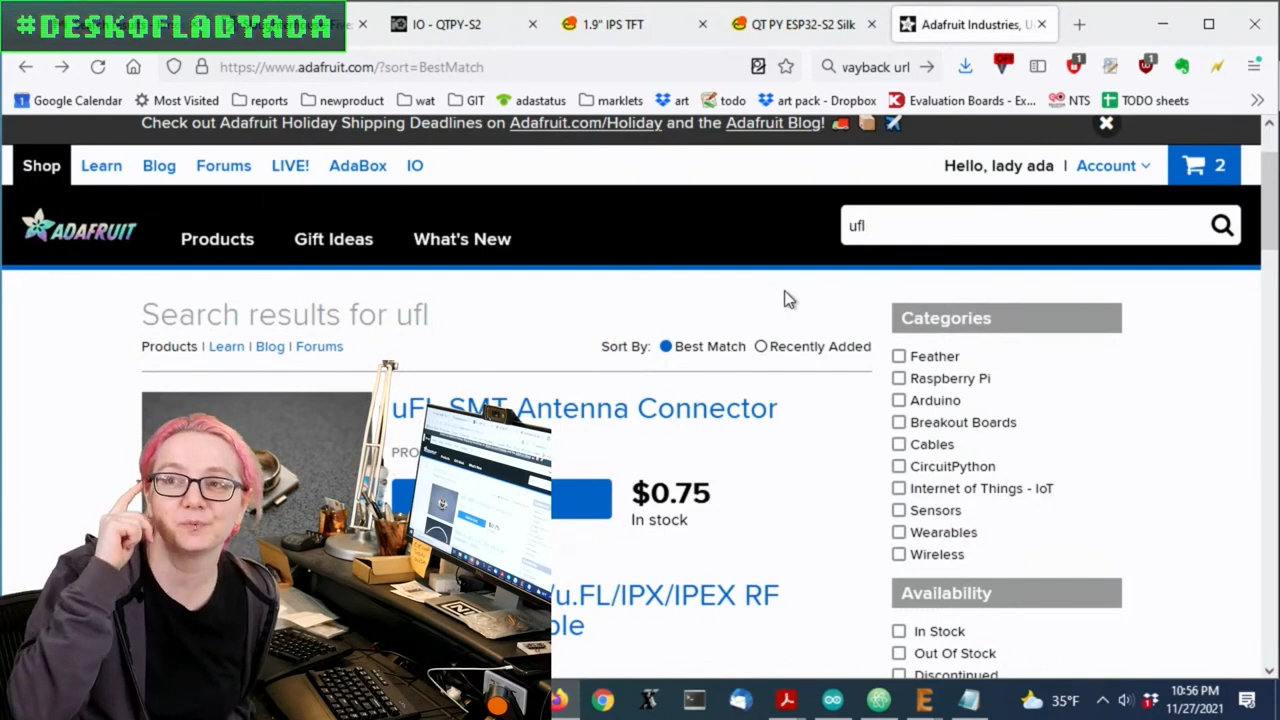 #DESKOFLADYADA
IO - QTPY-S2
1.9" IPS TFT
QT PY ESP32-S2 Silk
Adafruit Industries, U
https://www.adafruit.com/?sort=BestMatch
vayback url
OFF
1
1
Google Calendar
Most Visited
reports
newproduct
wat
GIT
adastatus
marklets
art
todo
adpack - Dropbox
Evaluation Boards - Ex...
NTS
TODO sheets
Check out Adafruit Holiday Shipping Deadlines on Adafruit.com/Holiday and the Adafruit Blog!
Shop
Learn
Blog
Forums
LIVE!
AdaBox
IO
Hello, lady ada | Account
2
ADAFRUIT
Products
Gift Ideas
What's New
ufl
Search results for ufl
Products | Learn | Blog | Forums
Sort By: Best Match Recently Added
uFL SMT Antenna Connector
PRO
$0.75
In stock
/u.FL/IPX/IPEX RF
ble
Categories
Feather
Raspberry Pi
Arduino
Breakout Boards
Cables
CircuitPython
Internet of Things - IoT
Sensors
Wearables
Wireless
Availability
In Stock
Out Of Stock
Discontinued
35°F
10:56 PM
11/27/2021